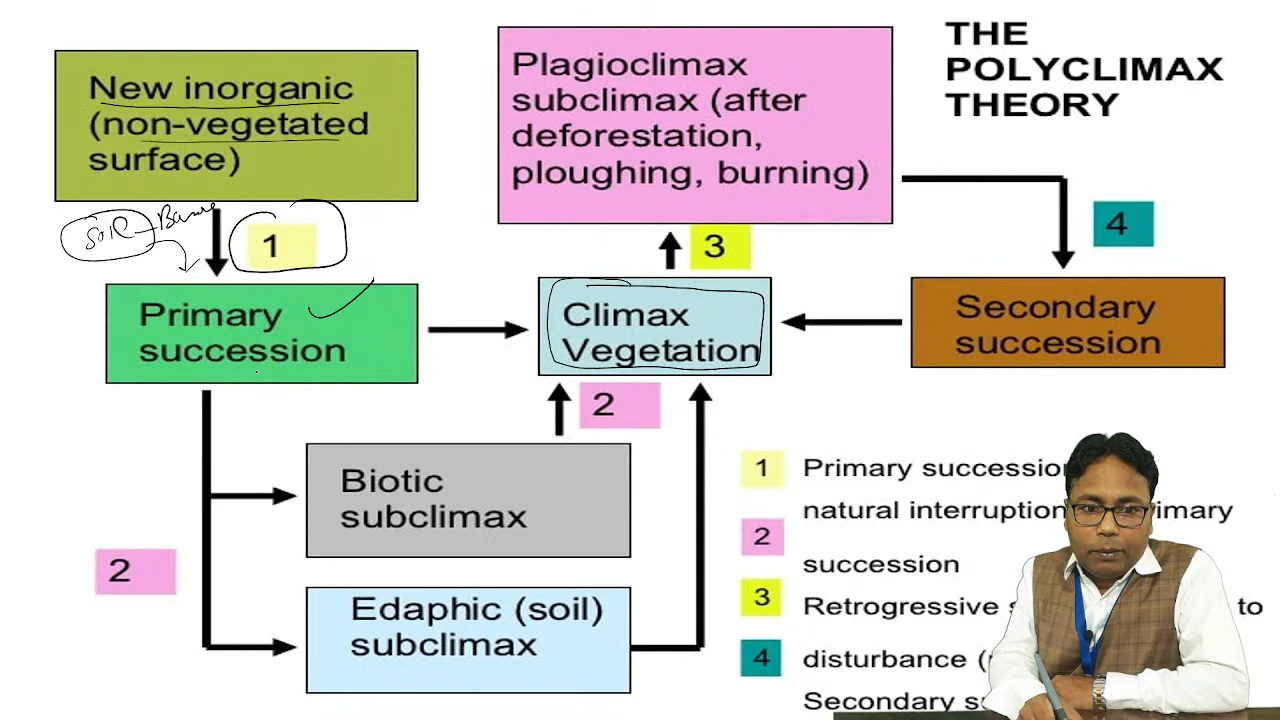 THE
POLYCLIMAX
THEORY
New inorganic
(non-vegetated
surface)
Plagioclimax
subclimax (after
deforestation,
ploughing, burning)
soil
1
3
4
Primary
succession
Climax
Vegetation
Secondary
succession
2
Biotic
subclimax
2
Edaphic (soil)
subclimax
1 Primary succession
natural interruption
2
succession
3 Retrogressive to
4 disturbance
Secondary